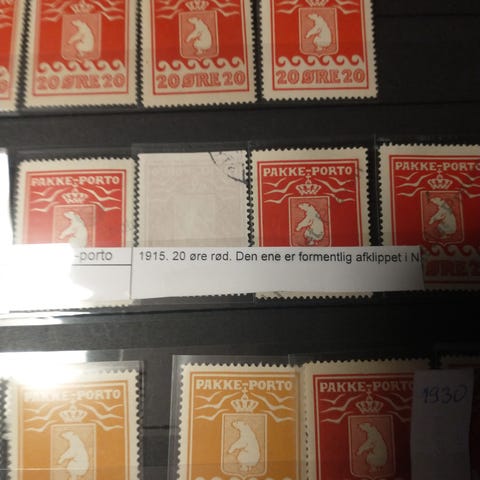 20 ØRE 20
20 ØRE 20
20 ØRE 20
PAKKE-PORTO
PAKKE-PORTO
PAKKE-PORTO
-porto
1915. 20 øre rød. Den ene er formentlig afklippet i N
PAKKE-PORTO
PAKKE-PORTO
PAKKE-PORTO
1930